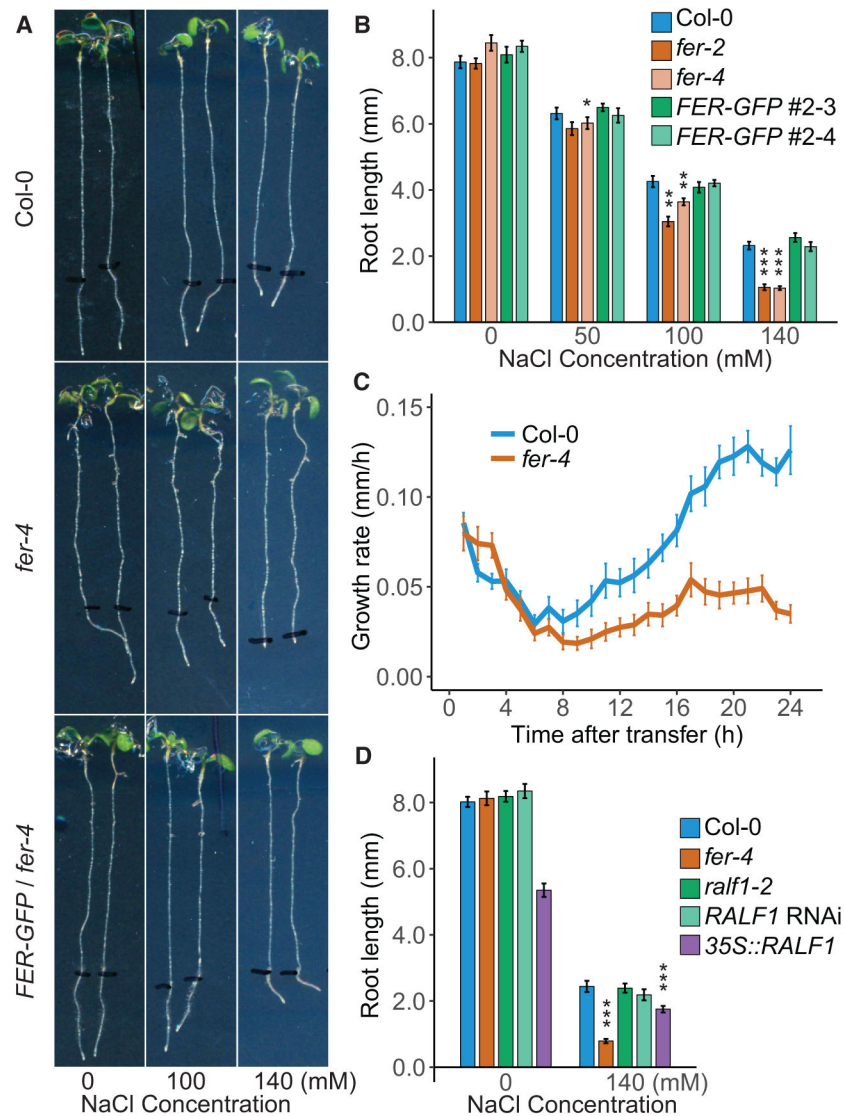 A
Col-0
fer-4
FER-GFP / fer-4
0
100
140 (mM)
NaCl Concentration
B
Root length (mm)
8.0
6.0
4.0
2.0
0.0
Col-0
fer-2
fer-4
FER-GFP #2-3
FER-GFP #2-4
*
**
**
***
***
0
50
100
140
NaCl Concentration (mM)
C
Growth rate (mm/h)
0.15
0.10
0.05
0.00
Col-0
fer-4
0
4
8
12
16
20
24
Time after transfer (h)
D
Root length (mm)
8.0
6.0
4.0
2.0
0.0
Col-0
fer-4
ralf1-2
RALF1 RNAi
35S::RALF1
***
***
0
140 (mM)
NaCl Concentration